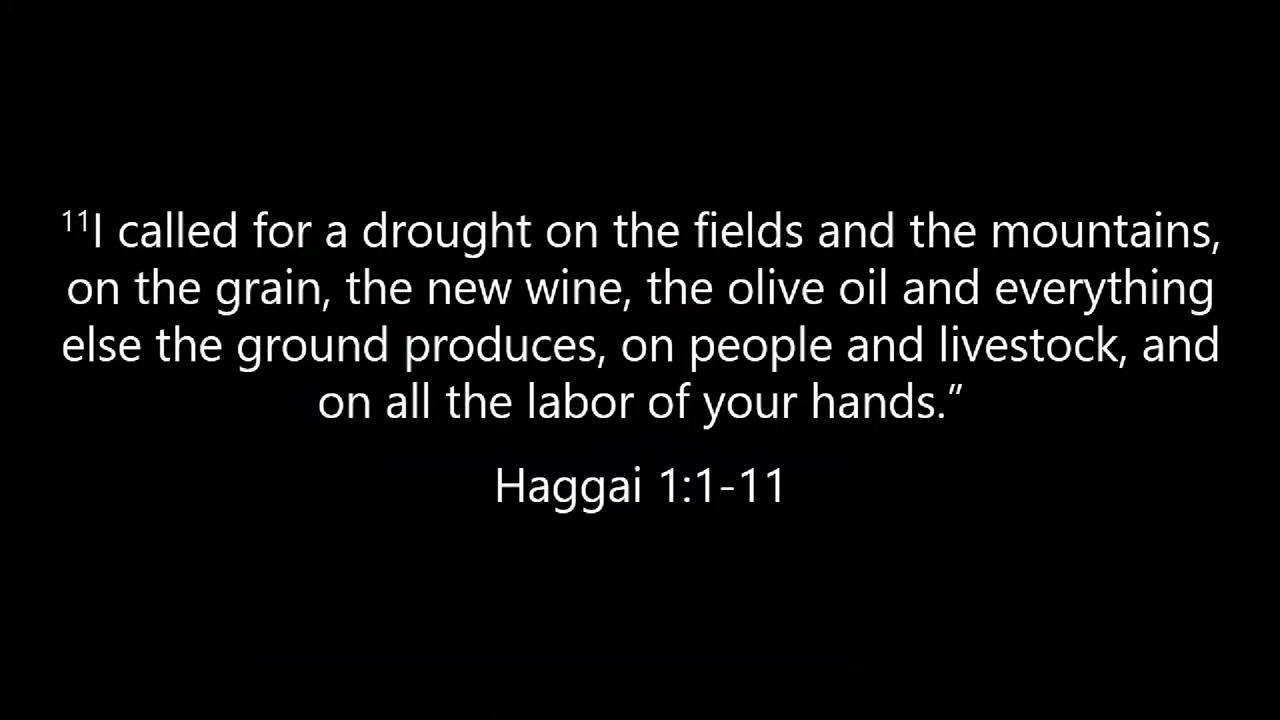 ¹¹I called for a drought on the fields and the mountains,
on the grain, the new wine, the olive oil and everything
else the ground produces, on people and livestock, and
on all the labor of your hands.”
Haggai 1:1-11